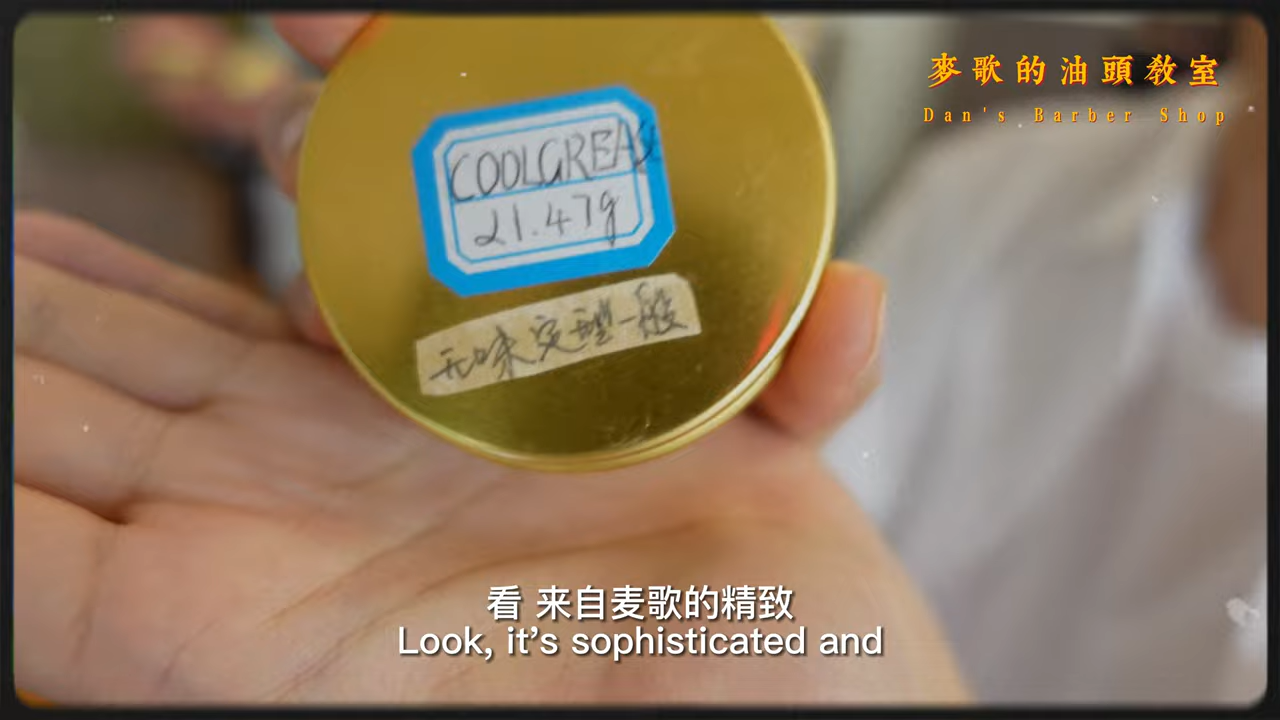 麥歌的油頭教室
Dan's Barber Shop
COOLGREASE
21.47g
无味定型一般
看 来自麦歌的精致
Look, it's sophisticated and